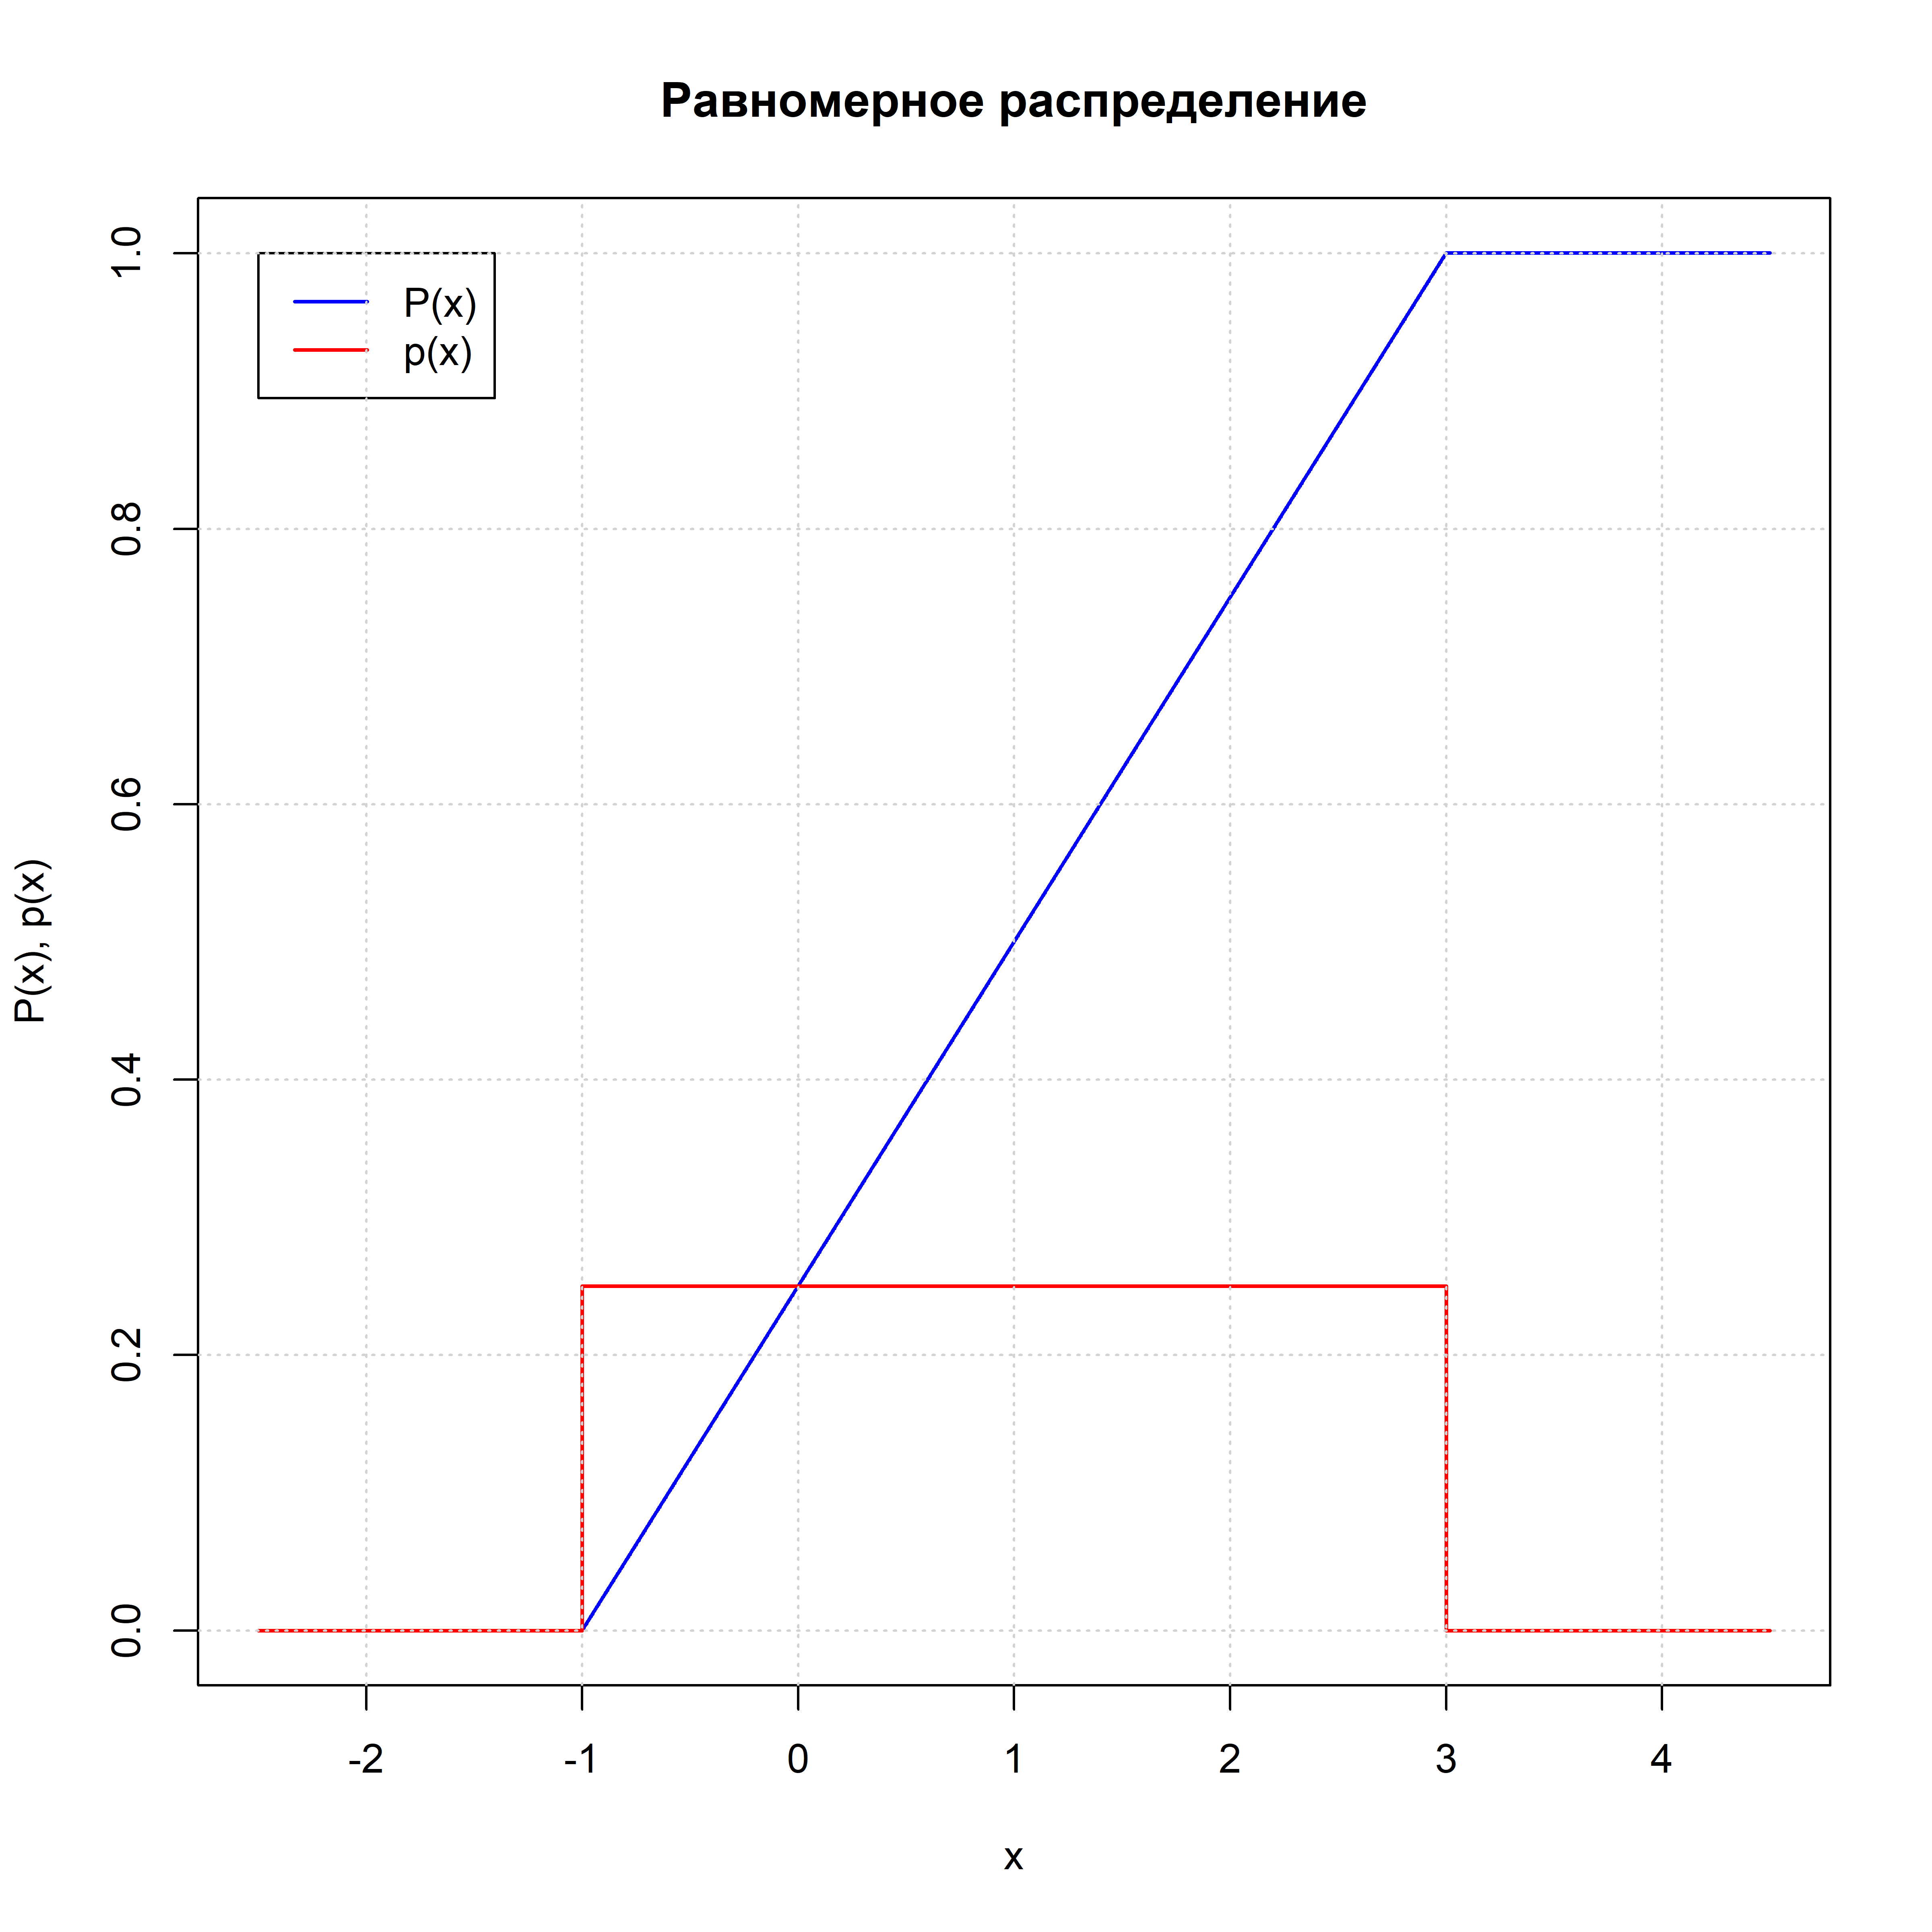 Равномерное распределение
P(x)
p(x)
P(x), p(x)
1.0
0.8
0.6
0.4
0.2
0.0
-2 -1 0 1 2 3 4
x